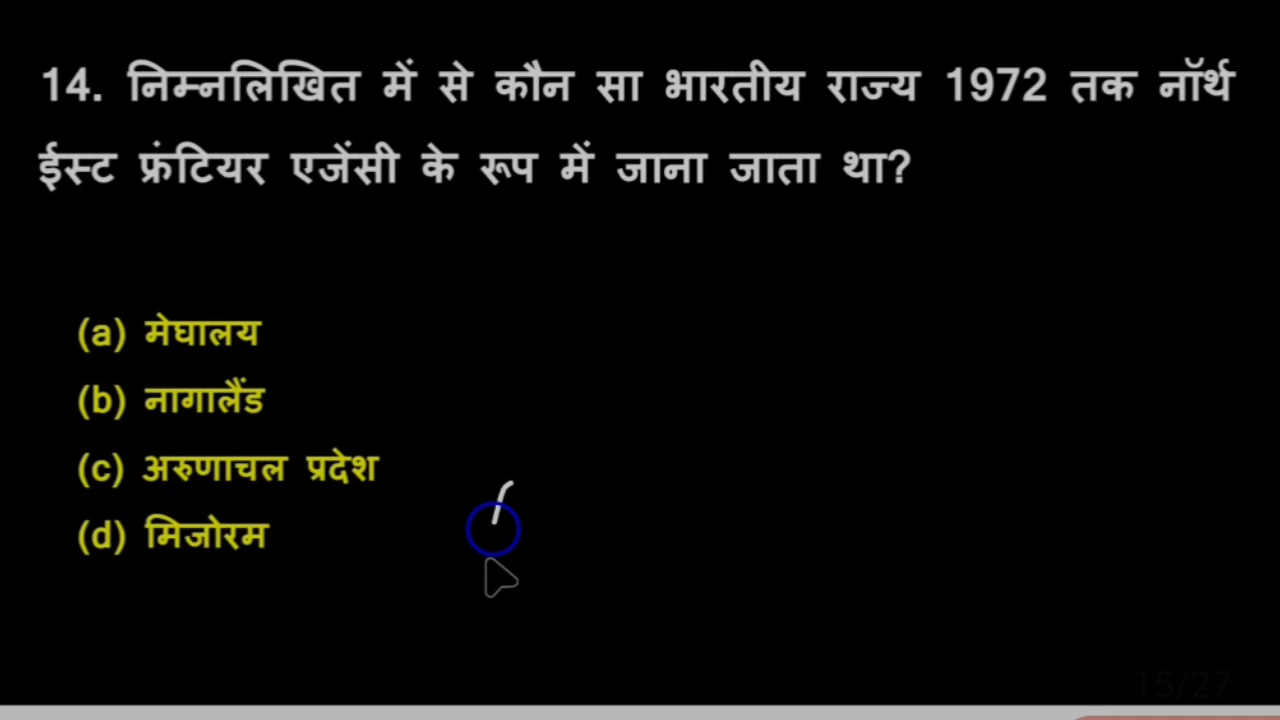 14. निम्नलिखित में से कौन सा भारतीय राज्य 1972 तक नॉर्थ
ईस्ट फ्रंटियर एजेंसी के रूप में जाना जाता था?
(a) मेघालय
(b) नागालैंड
(c) अरुणाचल प्रदेश
(d) मिजोरम
15/27